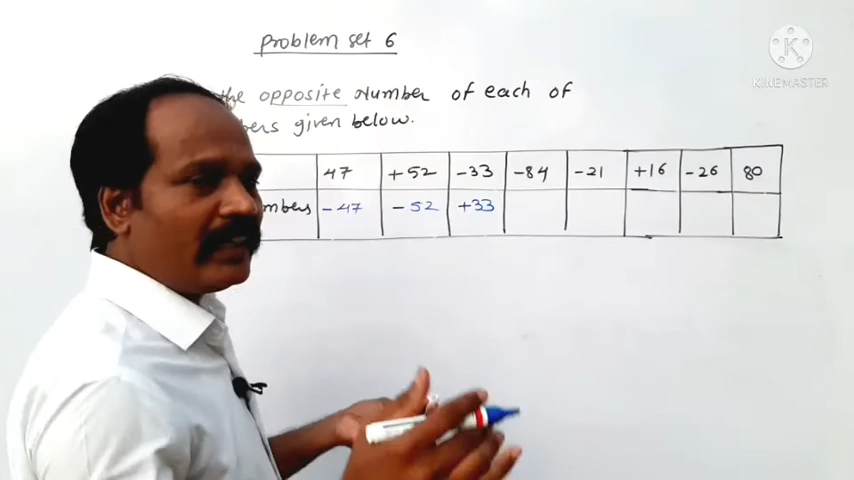 Problem set 6
the opposite Number of each of
bers given below.
47 +52 -33 -84 -21 +16 -26 80
mbers -47 -52 +33
KINEMASTER